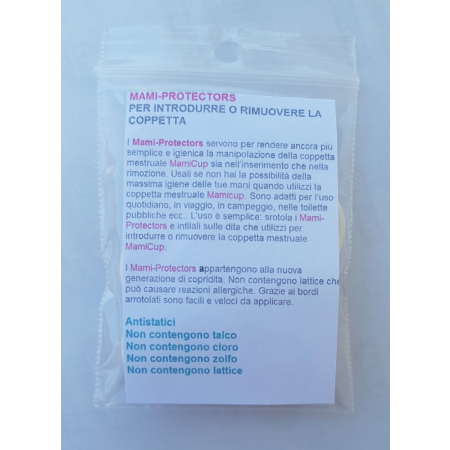 MAMI-PROTECTORS
PER INTRODURRE O RIMUOVERE LA
COPPETTA
I Mami-Protectors servono per rendere ancora più
semplice e igienica la manipolazione della coppetta
mestruale MamiCup sia nell'inserimento che nella
rimozione. Usali se non hai la possibilità della
massima igiene delle tue mani quando utilizzi la
coppetta mestruale Mamicup. Sono adatti per l'uso
quotidiano, in viaggio, in campeggio, nelle toilette
pubbliche ecc,. L'uso è semplice: srotola i Mami-
Protectors e infilali sulle dita che utilizzi per
introdurre o rimuovere la coppetta mestruale
MamiCup.
I Mami-Protectors appartengono alla nuova
generazione di copridita. Non contengono lattice che
può causare reazioni allergiche. Grazie ai bordi
arrotolati sono facili e veloci da applicare.
Antistatici
Non contengono talco
Non contengono cloro
Non contengono zolfo
Non contengono lattice